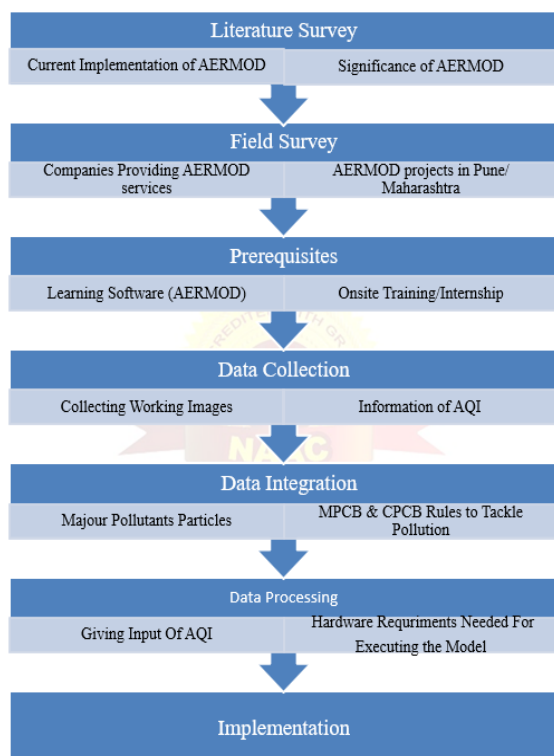 Literature Survey
Current Implementation of AERMOD
Significance of AERMOD
Field Survey
Companies Providing AERMOD
services
AERMOD projects in Pune/
Maharashtra
Prerequisites
Learning Software (AERMOD)
Onsite Training/Internship
Data Collection
Collecting Working Images
Information of AQI
Data Integration
Majour Pollutants Particles
MPCB & CPCB Rules to Tackle
Pollution
Data Processing
Giving Input Of AQI
Hardware Requriments Needed For
Executing the Model
Implementation